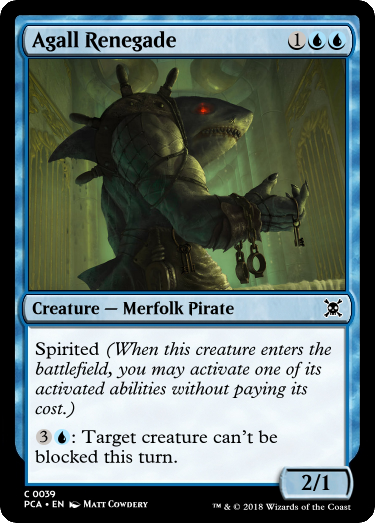 Agall Renegade 1
Creature — Merfolk Pirate
Spirited (When this creature enters the
battlefield, you may activate one of its
activated abilities without paying its
cost.)
3: Target creature can't be
blocked this turn.
2/1
C 0039
PCA • EN Matt Cowdery
™ & © 2018 Wizards of the Coast